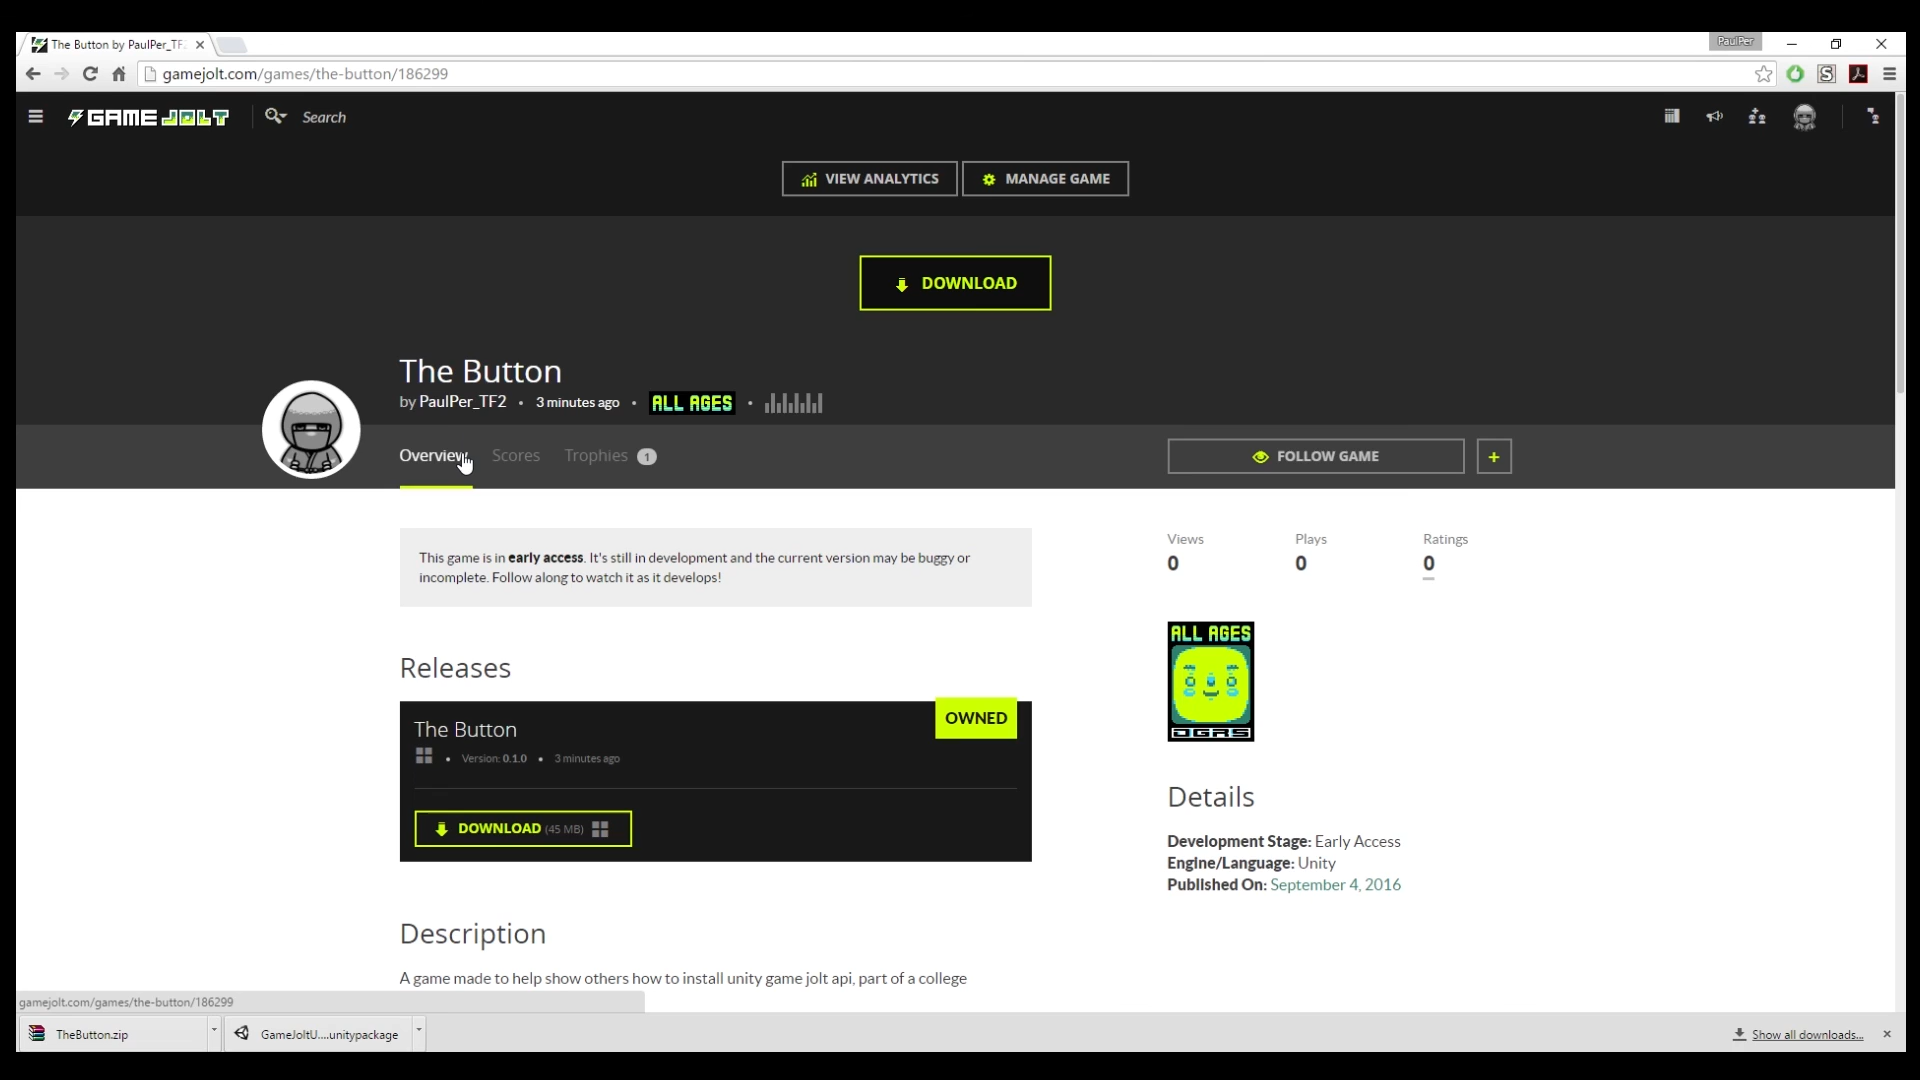 The Button by PaulPer_TF2
PaulPer
gamejolt.com/games/the-button/186299
GAME JOLT
Search
VIEW ANALYTICS
MANAGE GAME
DOWNLOAD
The Button
by PaulPer_TF2 • 3 minutes ago • ALL AGES •
Overview
Scores
Trophies 1
FOLLOW GAME
+
This game is in early access. It's still in development and the current version may be buggy or
incomplete. Follow along to watch it as it develops!
Views
Plays
Ratings
0
0
0
ALL AGES
DGAS
Releases
The Button
OWNED
• Version: 0.1.0 • 3 minutes ago
DOWNLOAD (45 MB)
Details
Development Stage: Early Access
Engine/Language: Unity
Published On: September 4, 2016
Description
A game made to help show others how to install unity game jolt api, part of a college
gamejolt.com/games/the-button/186299
TheButton.zip
GameJoltU....unitypackage
Show all downloads...